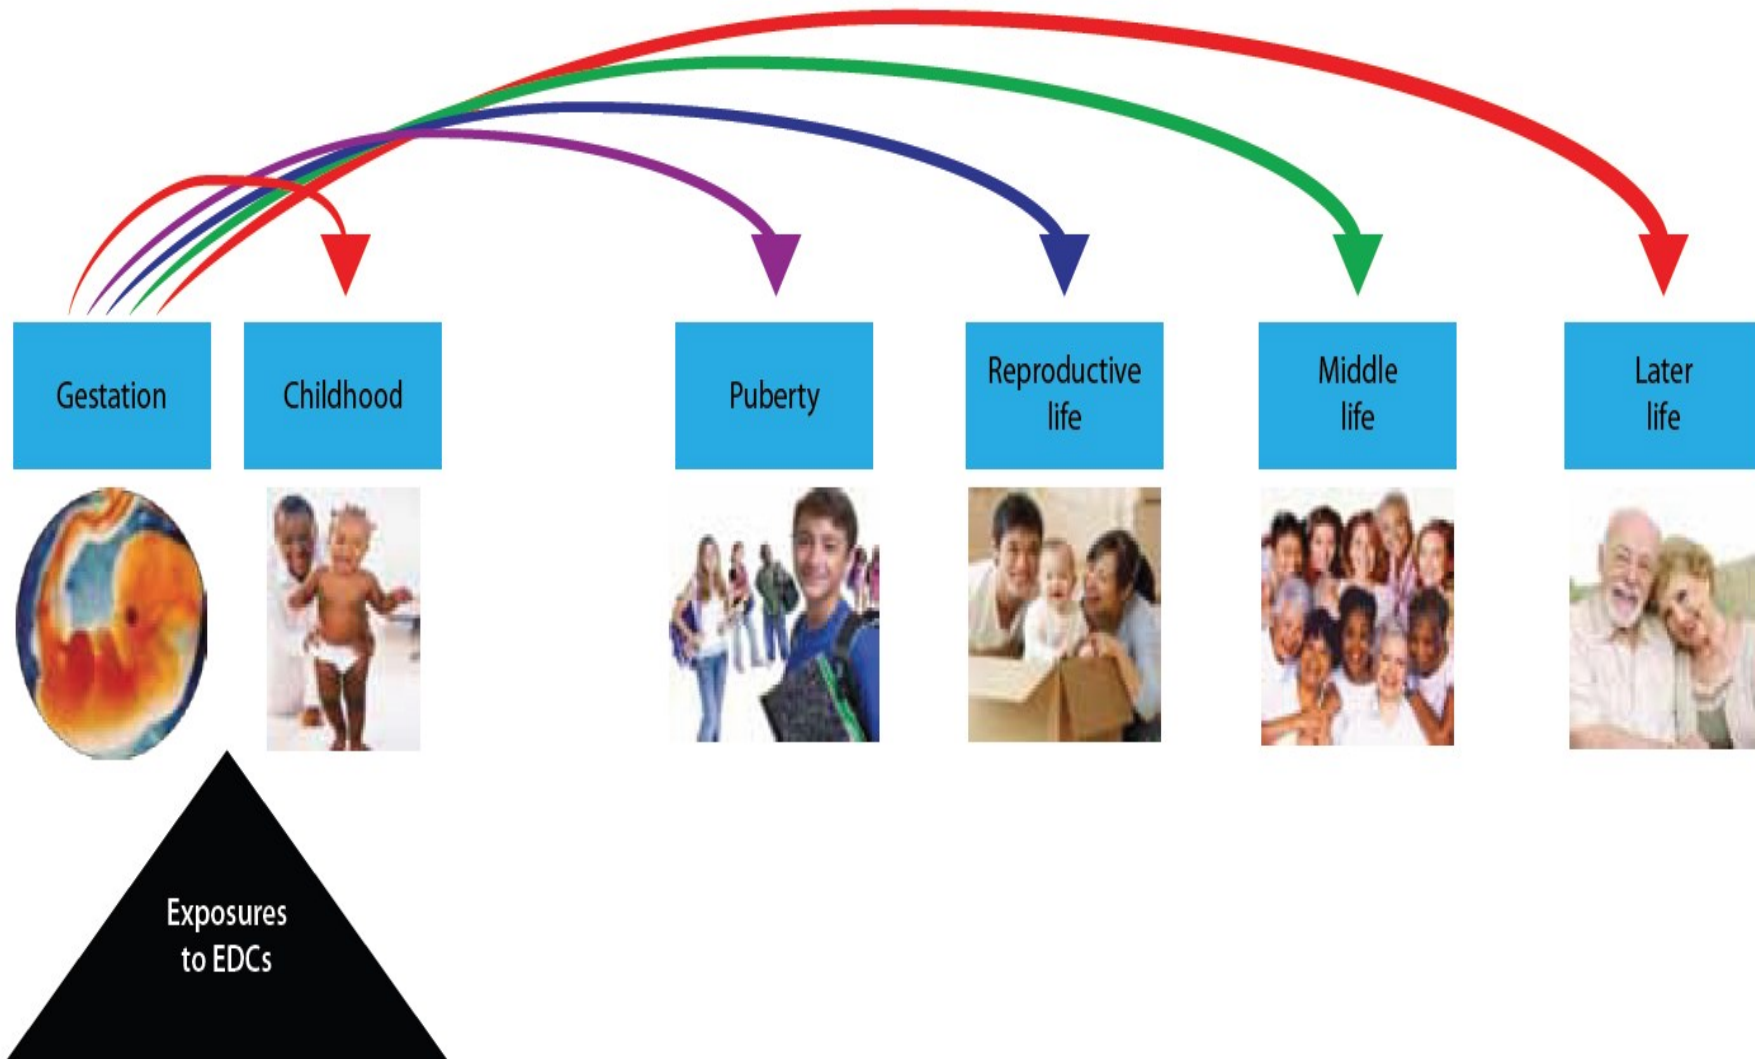 Gestation
Childhood
Puberty
Reproductive
life
Middle
life
Later
life
Exposures
to EDCs